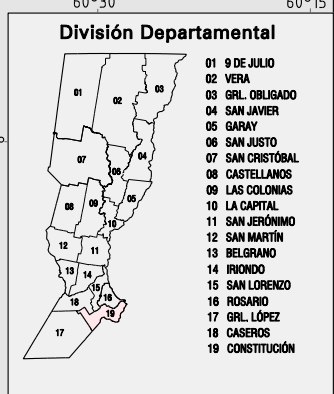 60°30'
60°15'
División Departamental
01 9 DE JULIO
02 VERA
03 GRL. OBLIGADO
04 SAN JAVIER
05 GARAY
06 SAN JUSTO
07 SAN CRISTÓBAL
08 CASTELLANOS
09 LAS COLONIAS
10 LA CAPITAL
11 SAN JERÓNIMO
12 SAN MARTÍN
13 BELGRANO
14 IRIONDO
15 SAN LORENZO
16 ROSARIO
17 GRL. LÓPEZ
18 CASEROS
19 CONSTITUCIÓN
01
02
03
04
07
06
05
08
09
10
12
11
13
14
15
16
18
19
17